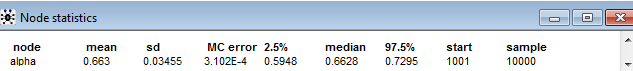 Node statistics
node mean sd MC error 2.5% median 97.5% start sample
alpha 0.663 0.03455 3.102E-4 0.5948 0.6628 0.7295 1001 10000